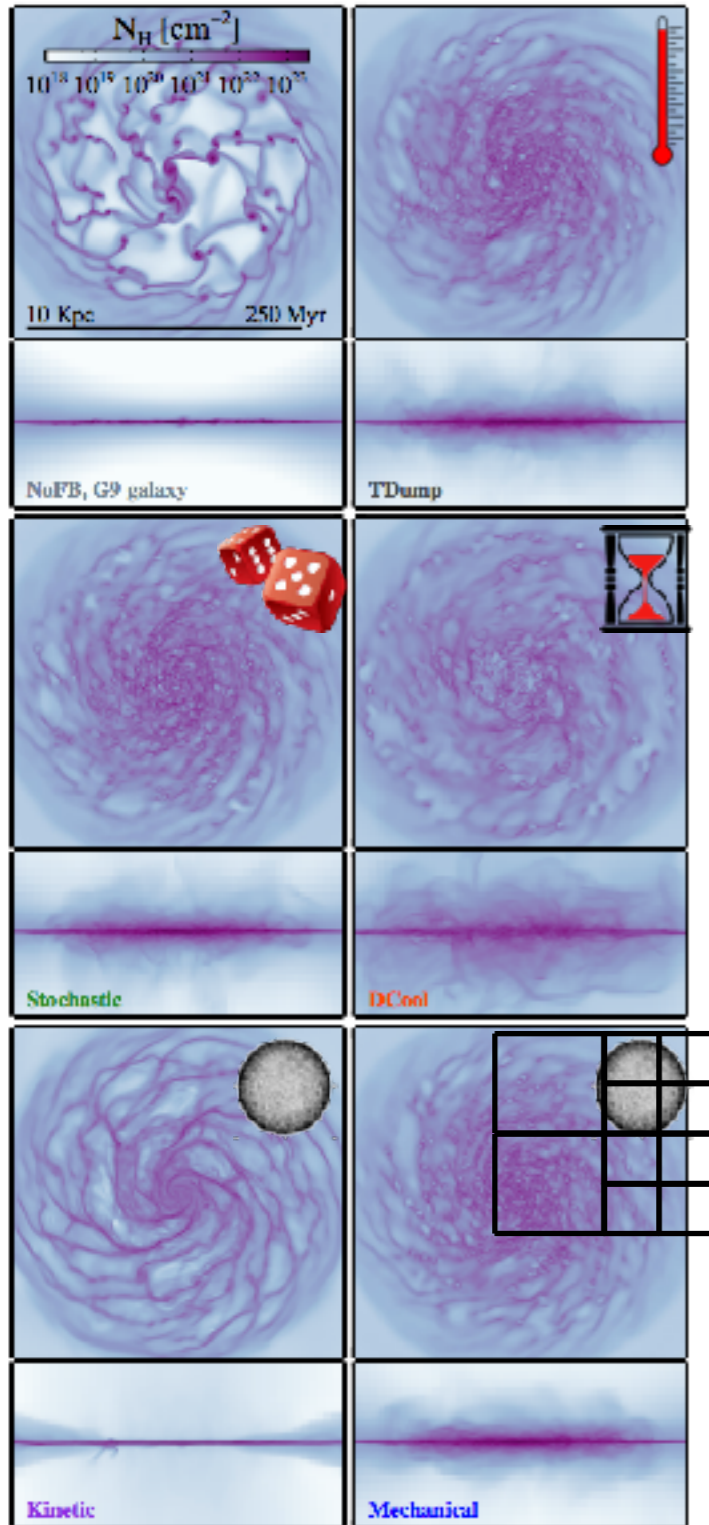 N_H [cm⁻²]
10¹⁸ 10¹⁹ 10²⁰ 10²¹ 10²² 10²³
10 Kpc 250 Myr
NoFB, G9 galaxy
TDump
Stochastic
DCool
Kinetic
Mechanical